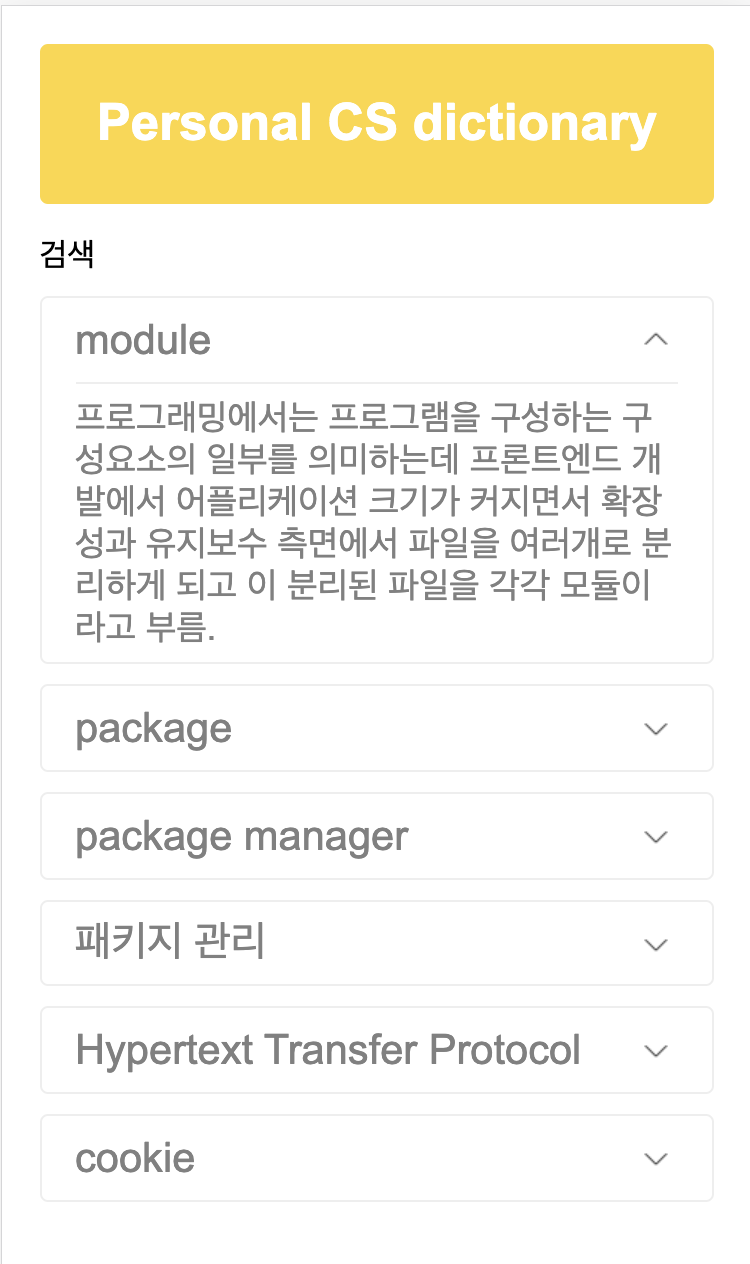 Personal CS dictionary
검색
module
프로그래밍에서는 프로그램을 구성하는 구
성요소의 일부를 의미하는데 프론트엔드 개
발에서 어플리케이션 크기가 커지면서 확장
성과 유지보수 측면에서 파일을 여러개로 분
리하게 되고 이 분리된 파일을 각각 모듈이
라고 부름.
package
package manager
패키지 관리
Hypertext Transfer Protocol
cookie